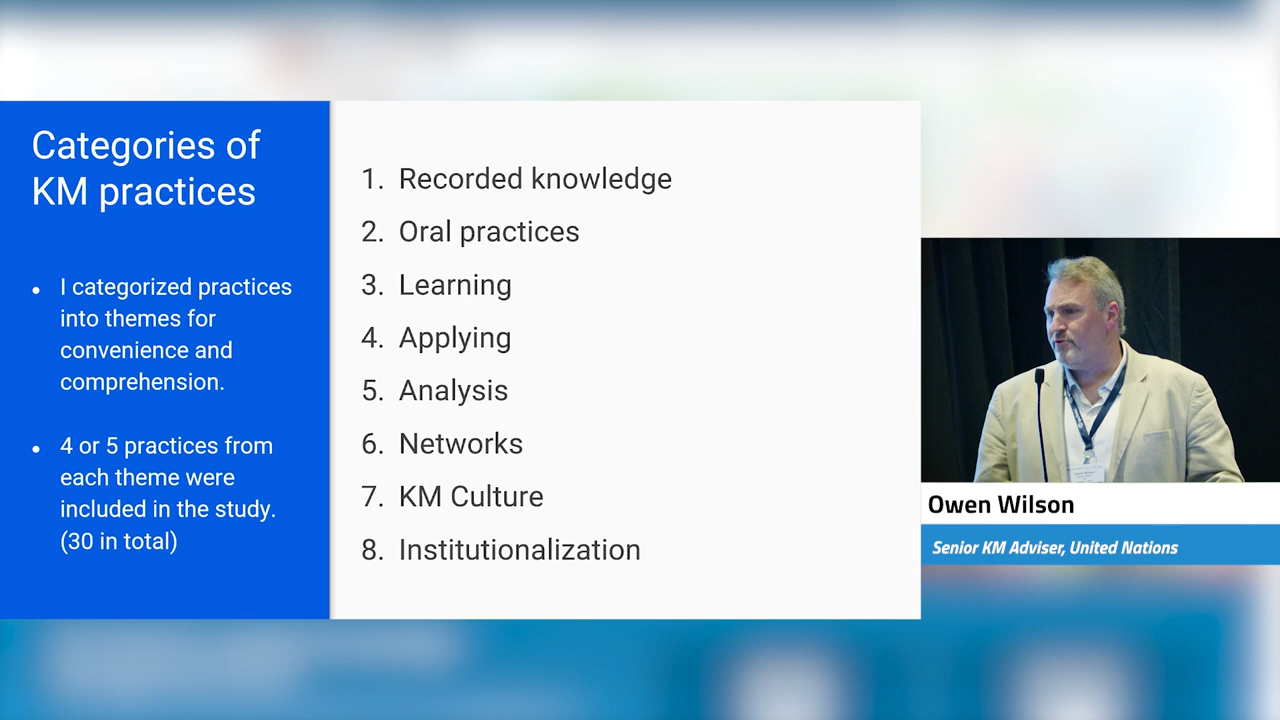 Categories of
KM practices
• I categorized practices
into themes for
convenience and
comprehension.
• 4 or 5 practices from
each theme were
included in the study.
(30 in total)
1. Recorded knowledge
2. Oral practices
3. Learning
4. Applying
5. Analysis
6. Networks
7. KM Culture
8. Institutionalization
Owen Wilson
Senior KM Adviser, United Nations